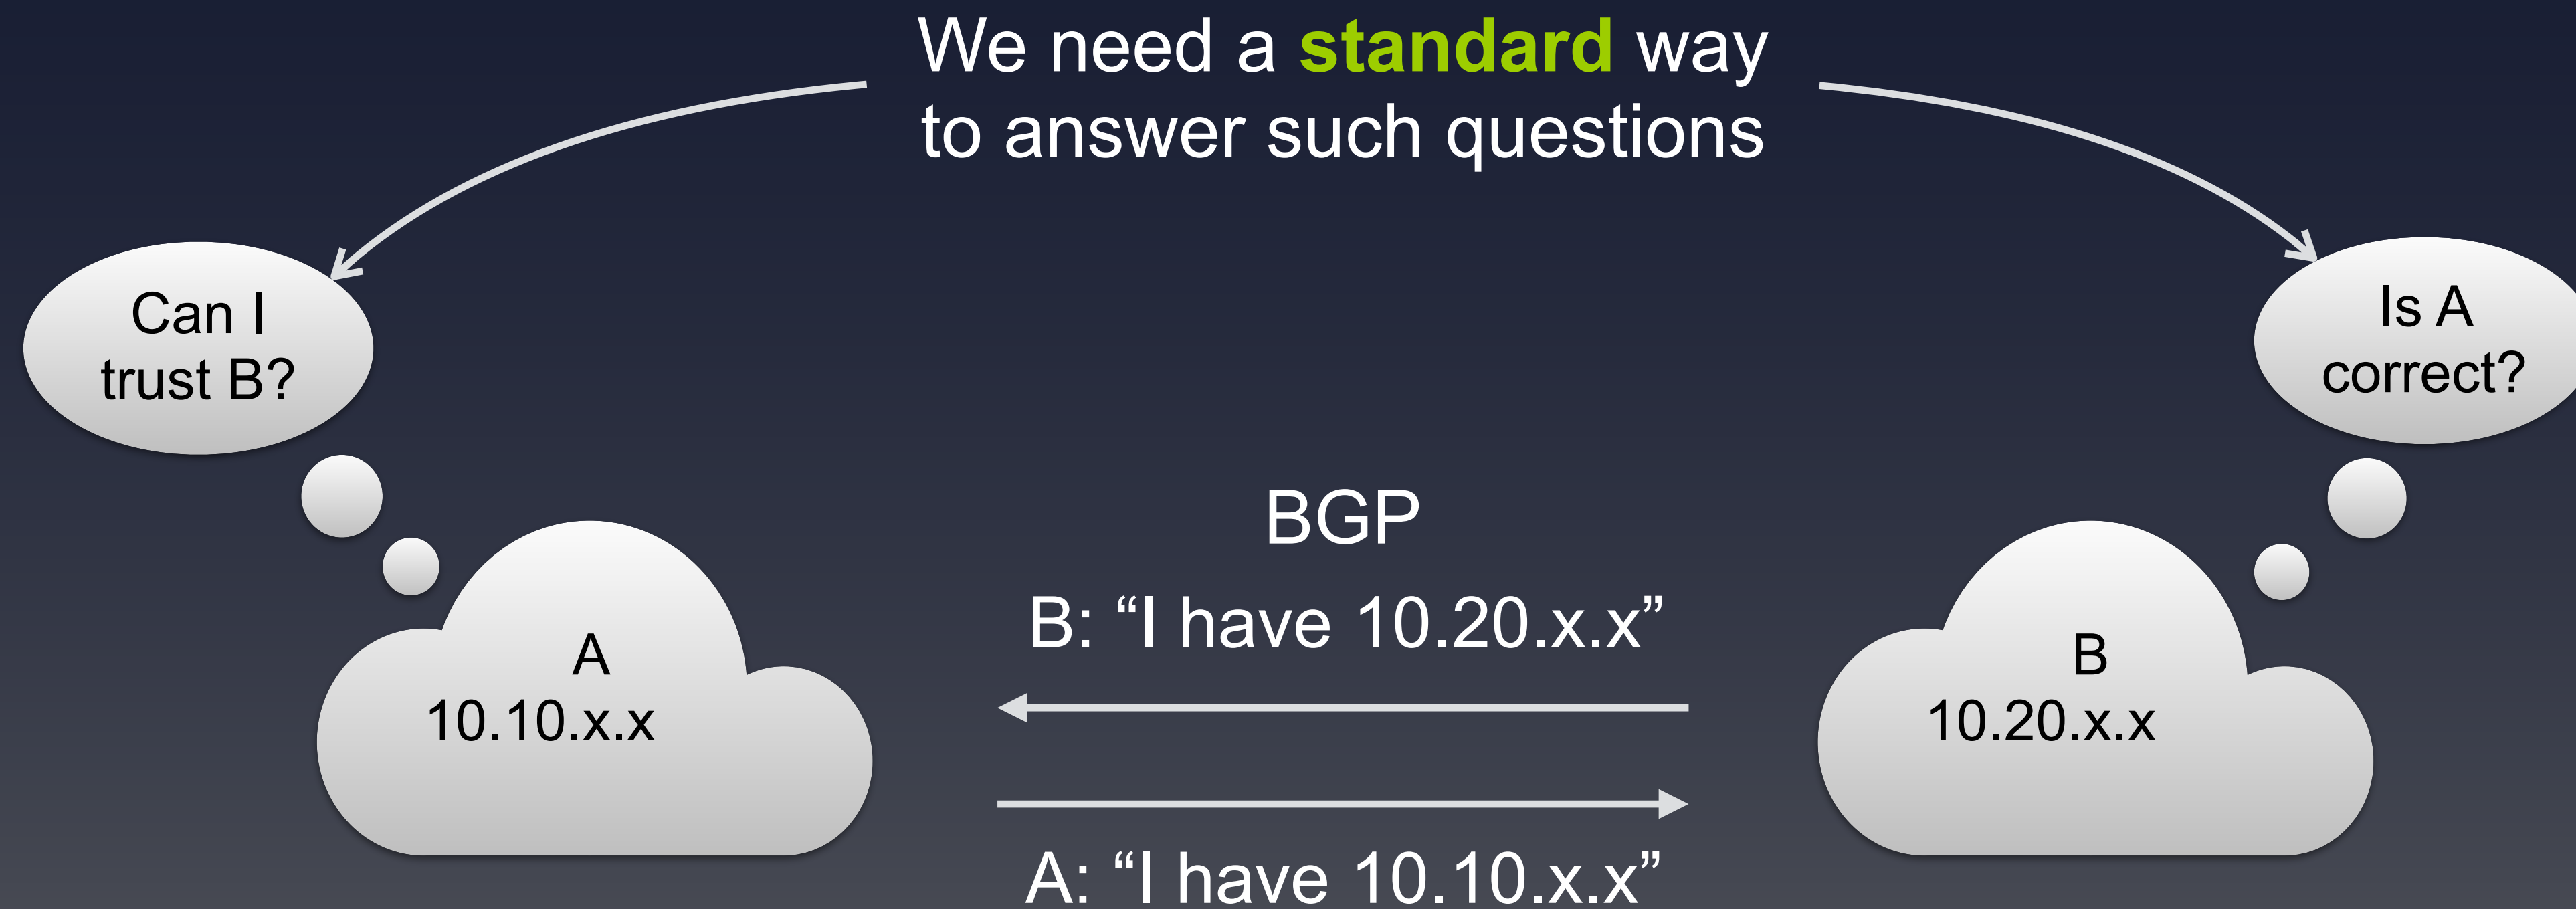 We need a standard way
to answer such questions
Can I
trust B?
Is A
correct?
BGP
B: “I have 10.20.x.x”
A
10.10.x.x
B
10.20.x.x
A: “I have 10.10.x.x”